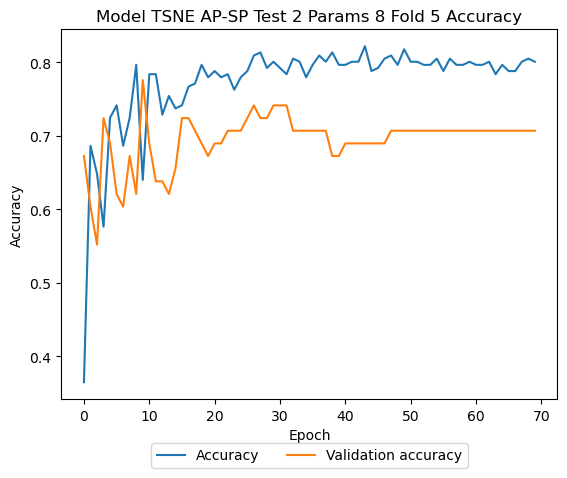 Model TSNE AP-SP Test 2 Params 8 Fold 5 Accuracy
0.8
0.7
0.6
0.5
0.4
Accuracy
0 10 20 30 40 50 60 70
Epoch
Accuracy Validation accuracy